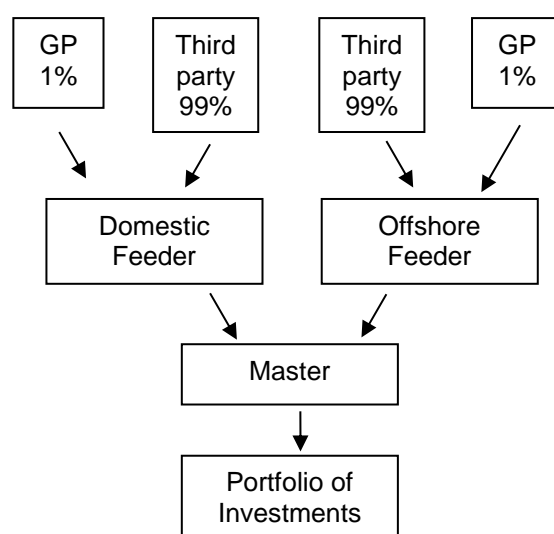 GP
1%
Third
party
99%
Third
party
99%
GP
1%
Domestic
Feeder
Offshore
Feeder
Master
Portfolio of
Investments